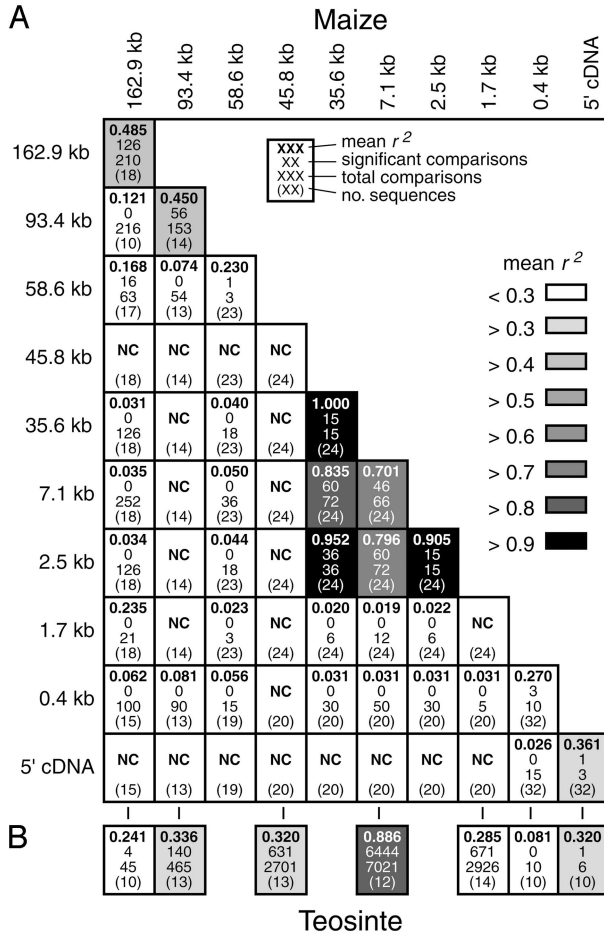 A
Maize
162.9 kb
93.4 kb
58.6 kb
45.8 kb
35.6 kb
7.1 kb
2.5 kb
1.7 kb
0.4 kb
5' cDNA
XXX
XX
XXX
(XX)
mean r 2
significant comparisons
total comparisons
no. sequences
mean r 2
< 0.3
> 0.3
> 0.4
> 0.5
> 0.6
> 0.7
> 0.8
> 0.9
162.9 kb
0.485
126
210
(18)
93.4 kb
0.121 0.450
0 56
216 153
(10) (14)
58.6 kb
0.168 0.074 0.230
16 0 1
63 54 3
(17) (13) (23)
45.8 kb
NC NC NC NC
(18) (14) (23) (24)
35.6 kb
0.031 NC 0.040 NC 1.000
0 0 15
126 18 15
(18) (14) (23) (24) (24)
7.1 kb
0.035 NC 0.050 NC 0.835 0.701
0 0 60 46
252 36 72 66
(18) (14) (23) (24) (24) (24)
2.5 kb
0.034 NC 0.044 NC 0.952 0.796 0.905
0 0 36 60 15
126 18 36 72 15
(18) (14) (23) (24) (24) (24) (24)
1.7 kb
0.235 NC 0.023 NC 0.020 0.019 0.022 NC
0 0 0 0 0
21 3 6 12 6
(18) (14) (23) (24) (24) (24) (24) (24)
0.4 kb
0.062 0.081 0.056 NC 0.031 0.031 0.031 0.031 0.270
0 0 0 0 0 0 0 3
100 90 15 30 50 30 5 10
(15) (13) (19) (20) (20) (20) (20) (20) (32)
5' cDNA
NC NC NC NC NC NC NC NC 0.026 0.361
0 1
15 3
(15) (13) (19) (20) (20) (20) (20) (20) (32) (32)
B
0.241 0.336 0.320 0.886 0.285 0.081 0.320
4 140 631 6444 671 0 1
45 465 2701 7021 2926 10 6
(10) (13) (13) (12) (14) (10) (10)
Teosinte